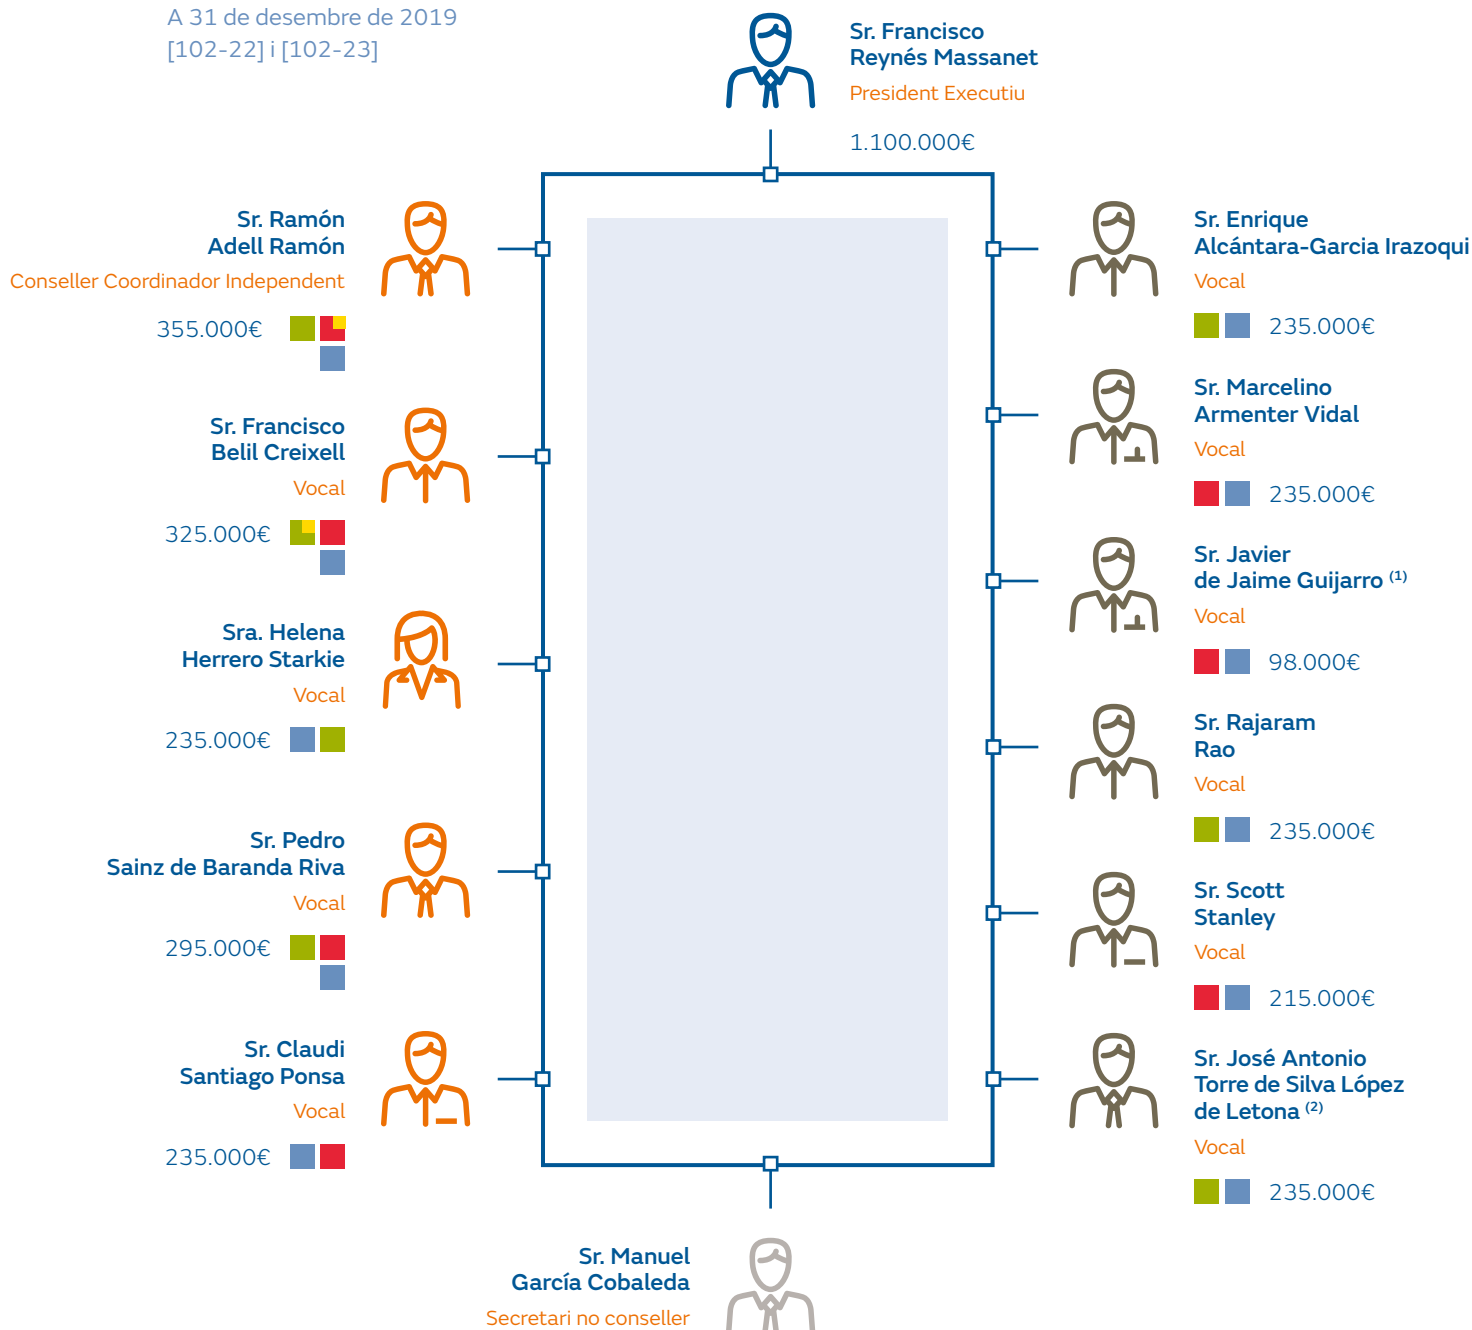 A 31 de desembre de 2019
[102-22] i [102-23]
Sr. Francisco
Reynés Massanet
President Executiu
1.100.000€
Sr. Ramón
Adell Ramón
Conseller Coordinador Independent
355.000€
Sr. Francisco
Belil Creixell
Vocal
325.000€
Sra. Helena
Herrero Starkie
Vocal
235.000€
Sr. Pedro
Sainz de Baranda Riva
Vocal
295.000€
Sr. Claudi
Santiago Ponsa
Vocal
235.000€
Sr. Enrique
Alcántara-Garcia Irazoqui
Vocal
235.000€
Sr. Marcelino
Armenter Vidal
Vocal
235.000€
Sr. Javier
de Jaime Guijarro (1)
Vocal
98.000€
Sr. Rajaram
Rao
Vocal
235.000€
Sr. Scott
Stanley
Vocal
215.000€
Sr. José Antonio
Torre de Silva López
de Letona (2)
Vocal
235.000€
Sr. Manuel
García Cobaleda
Secretari no conseller